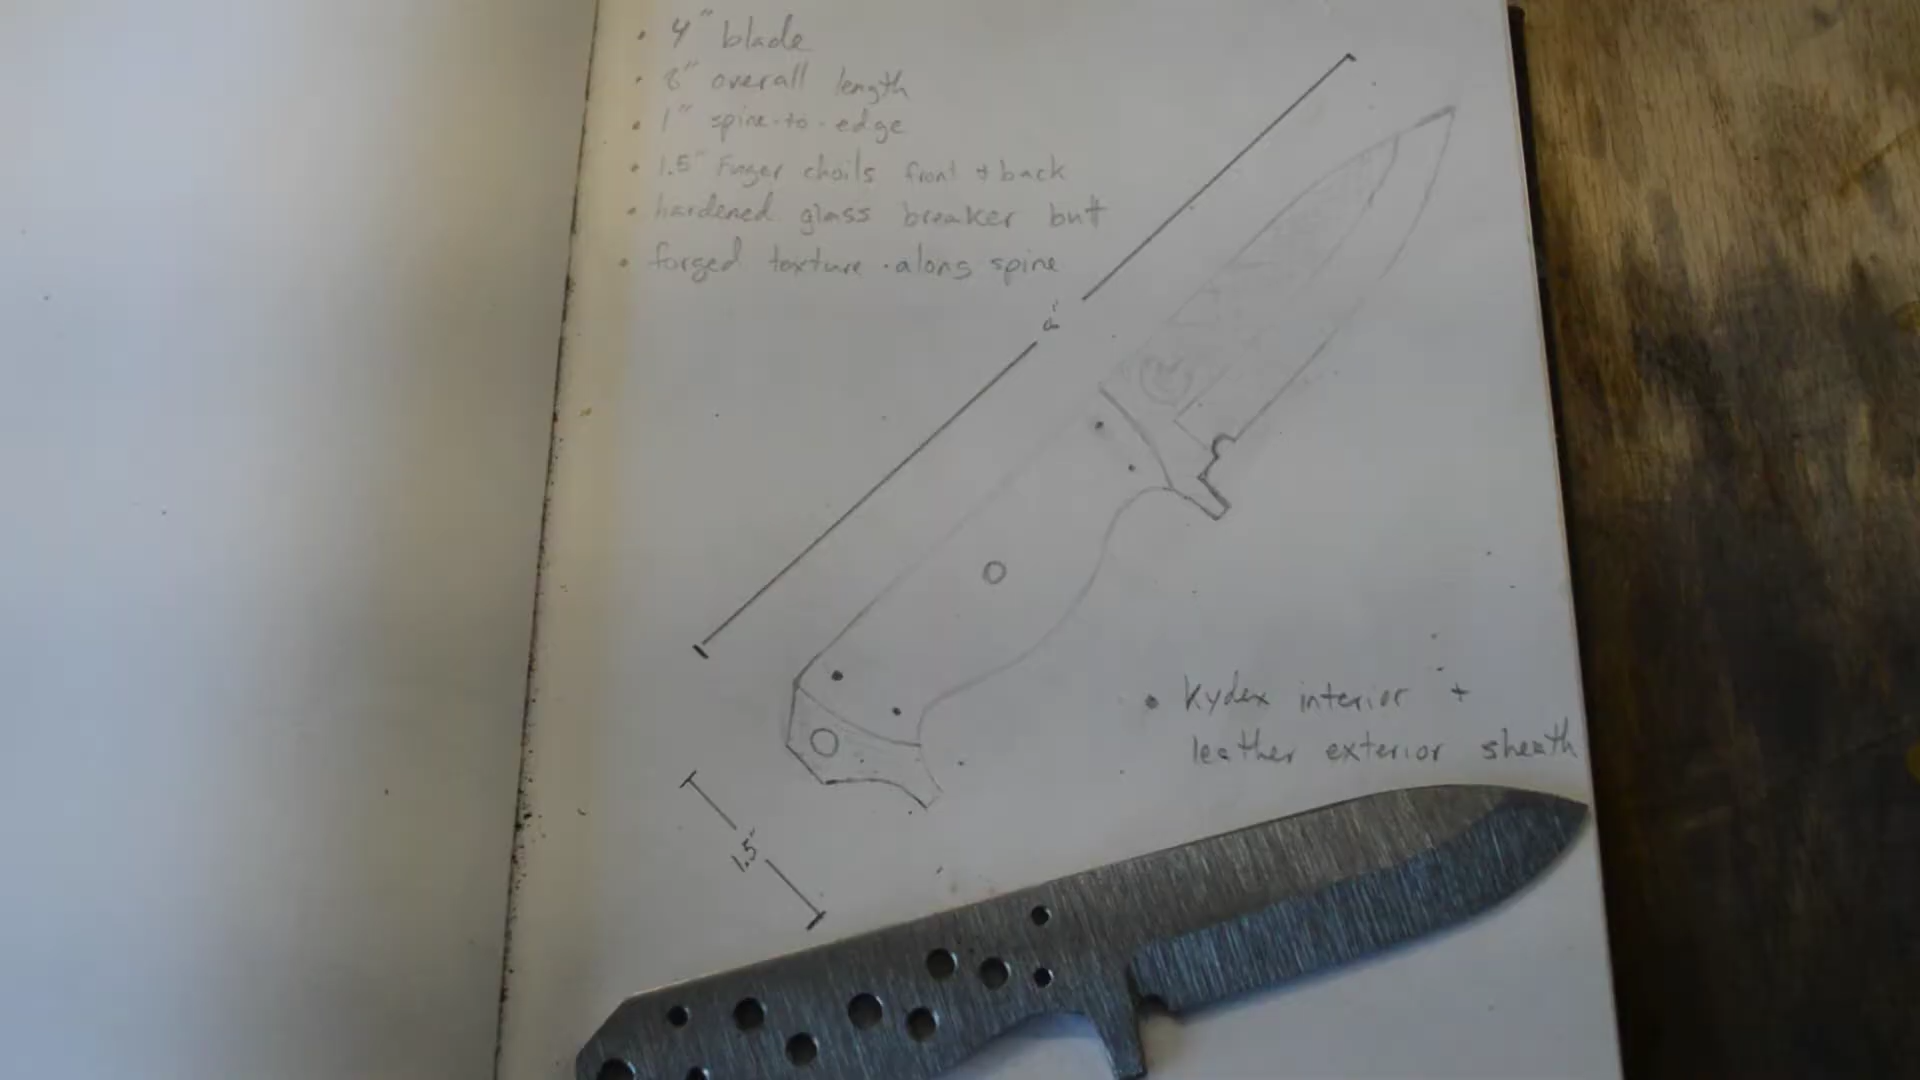 • 4" blade
• 8" overall length
• 1" spine-to-edge
• 1.5" Finger choils front + back
• hardened glass breaker butt
• forged texture along spine
1.5"
• Kydex interior +
leather exterior sheath